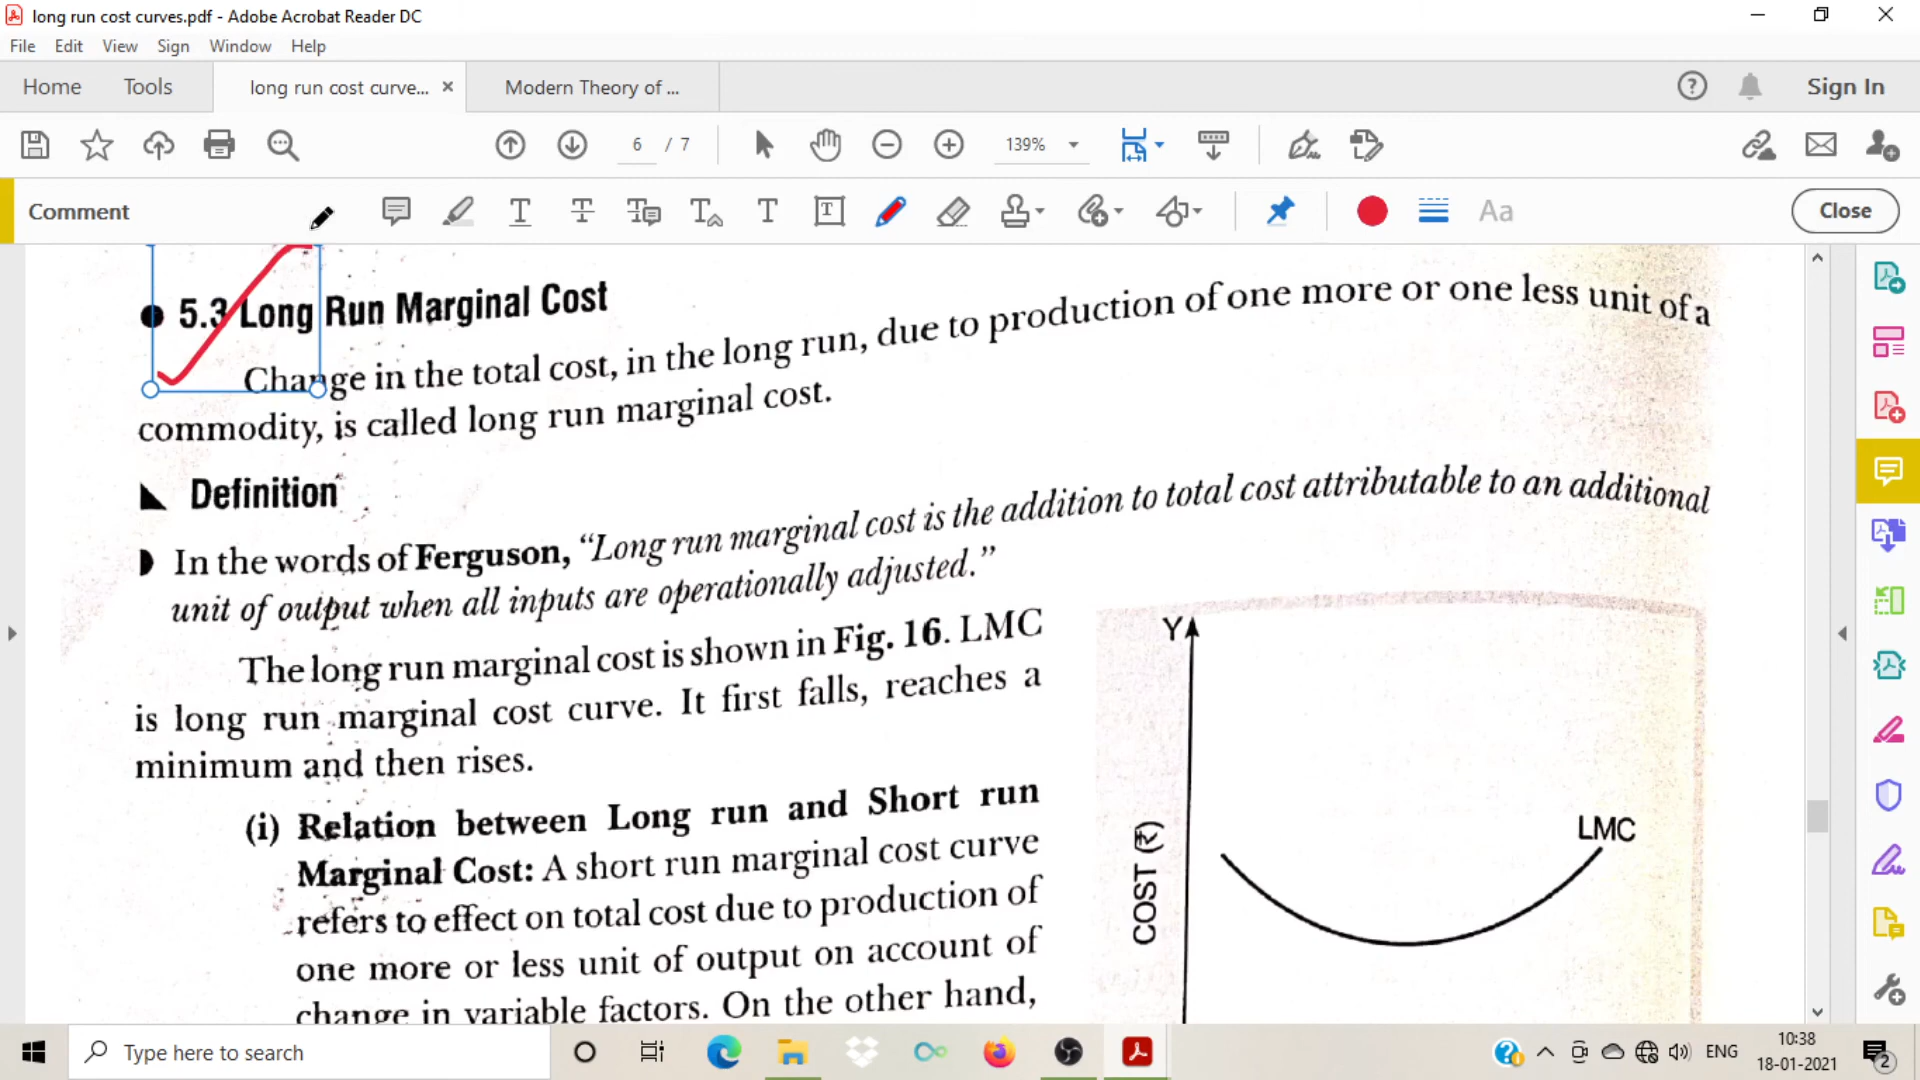 long run cost curves.pdf - Adobe Acrobat Reader DC
File Edit View Sign Window Help
Home Tools long run cost curve... × Modern Theory of ... Sign In
6 / 7 139%
Comment Aa Close
5.3 Long Run Marginal Cost
Change in the total cost, in the long run, due to production of one more or one less unit of a
commodity, is called long run marginal cost.
Definition
In the words of Ferguson, “Long run marginal cost is the addition to total cost attributable to an additional
unit of output when all inputs are operationally adjusted.”
The long run marginal cost is shown in Fig. 16. LMC
is long run marginal cost curve. It first falls, reaches a
minimum and then rises.
(i) Relation between Long run and Short run
Marginal Cost: A short run marginal cost curve
refers to effect on total cost due to production of
one more or less unit of output on account of
change in variable factors. On the other hand,
Y
COST (₹)
LMC
Type here to search
ENG
10:38
18-01-2021
2